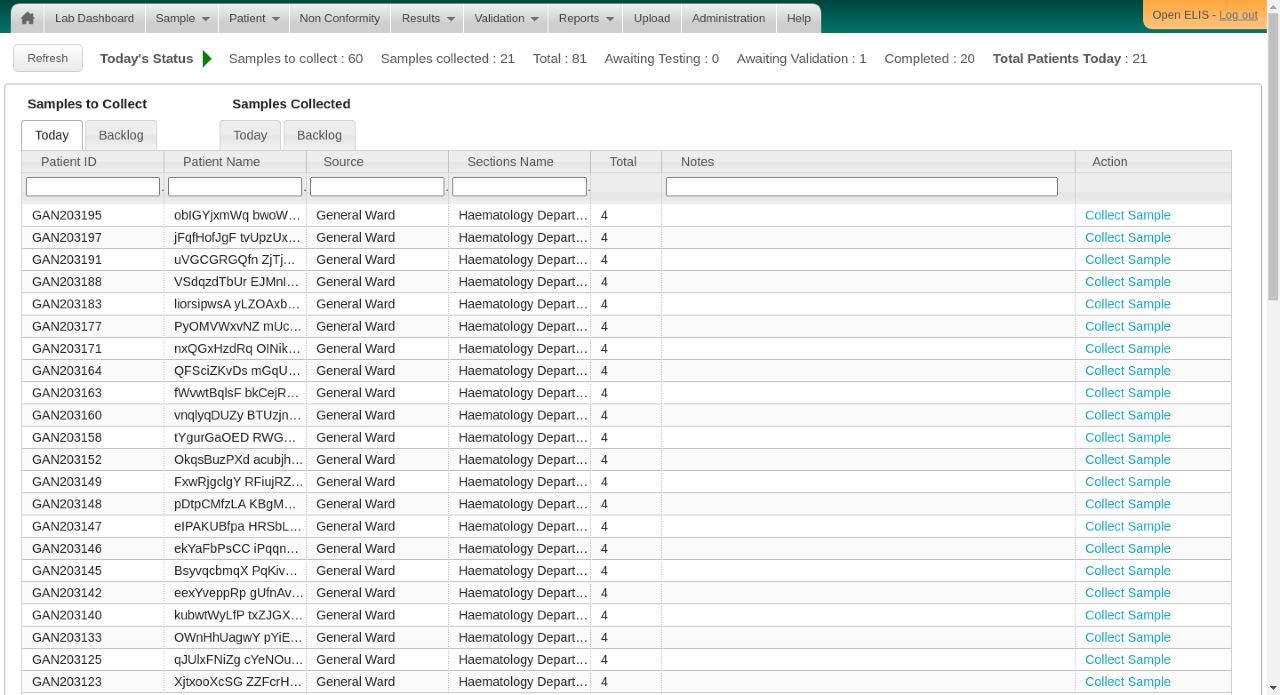 Lab Dashboard Sample Patient Non Conformity Results Validation Reports Upload Administration Help Open ELIS - Log out
Refresh Today's Status Samples to collect : 60 Samples collected : 21 Total : 81 Awaiting Testing : 0 Awaiting Validation : 1 Completed : 20 Total Patients Today : 21
Samples to Collect Samples Collected
Today Backlog Today Backlog
Patient ID Patient Name Source Sections Name Total Notes Action
GAN203195 obIGYjxmWq bwoW... General Ward Haematology Depart... 4 Collect Sample
GAN203197 jFqfHofJgF tvUpzUx... General Ward Haematology Depart... 4 Collect Sample
GAN203191 uVGCGRGQfn ZjTj... General Ward Haematology Depart... 4 Collect Sample
GAN203188 VSdqzdTbUr EJMnI... General Ward Haematology Depart... 4 Collect Sample
GAN203183 liorsipwsA yLZOAxb... General Ward Haematology Depart... 4 Collect Sample
GAN203177 PyOMVWxvNZ mUc... General Ward Haematology Depart... 4 Collect Sample
GAN203171 nxQGxHzdRq OINik... General Ward Haematology Depart... 4 Collect Sample
GAN203164 QFSciZKvDs mGqU... General Ward Haematology Depart... 4 Collect Sample
GAN203163 fWvwtBqlsF bkCejR... General Ward Haematology Depart... 4 Collect Sample
GAN203160 vnqlyqDUZy BTUzjn... General Ward Haematology Depart... 4 Collect Sample
GAN203158 tYgurGaOED RWG... General Ward Haematology Depart... 4 Collect Sample
GAN203152 OkqsBuzPXd acubjh... General Ward Haematology Depart... 4 Collect Sample
GAN203149 FxwRjgclgY RFiujRZ... General Ward Haematology Depart... 4 Collect Sample
GAN203148 pDtpCMfzLA KBgM... General Ward Haematology Depart... 4 Collect Sample
GAN203147 eIPAKUBfpa HRSbL... General Ward Haematology Depart... 4 Collect Sample
GAN203146 ekYaFbPsCC iPqqn... General Ward Haematology Depart... 4 Collect Sample
GAN203145 BsyvqcbmqX PqKiv... General Ward Haematology Depart... 4 Collect Sample
GAN203142 eexYveppRp gUfnAv... General Ward Haematology Depart... 4 Collect Sample
GAN203140 kubwtWyLfP txZJGX... General Ward Haematology Depart... 4 Collect Sample
GAN203133 OWnHhUagwY pYiE... General Ward Haematology Depart... 4 Collect Sample
GAN203125 qJUlxFNiZg cYeNOu... General Ward Haematology Depart... 4 Collect Sample
GAN203123 XjtxooXcSG ZZFcrH... General Ward Haematology Depart... 4 Collect Sample